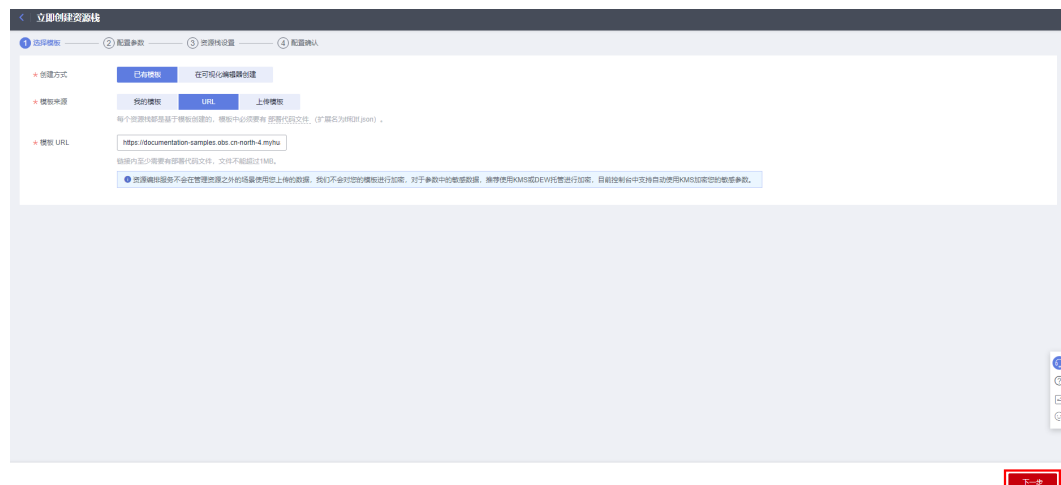 立即创建资源栈
1 选择模板 2 配置参数 3 资源栈设置 4 配置确认
* 创建方式 已有模板 在可视化编辑器创建
* 模板来源 我的模板 URL 上传模板
每个资源栈都是基于模板创建的，模板中必须要有 部署代码文件 （扩展名为tf和tf.json）。
* 模板 URL https://documentation-samples.obs.cn-north-4.myhu
链接内至少需要有部署代码文件，文件不能超过1MB。
资源编排服务不会在管理资源之外的场景使用您上传的数据，我们不会对您的模板进行加密，对于参数中的敏感数据，推荐使用KMS或DEW托管进行加密，目前控制台中支持自动使用KMS加密您的敏感参数。
下一步